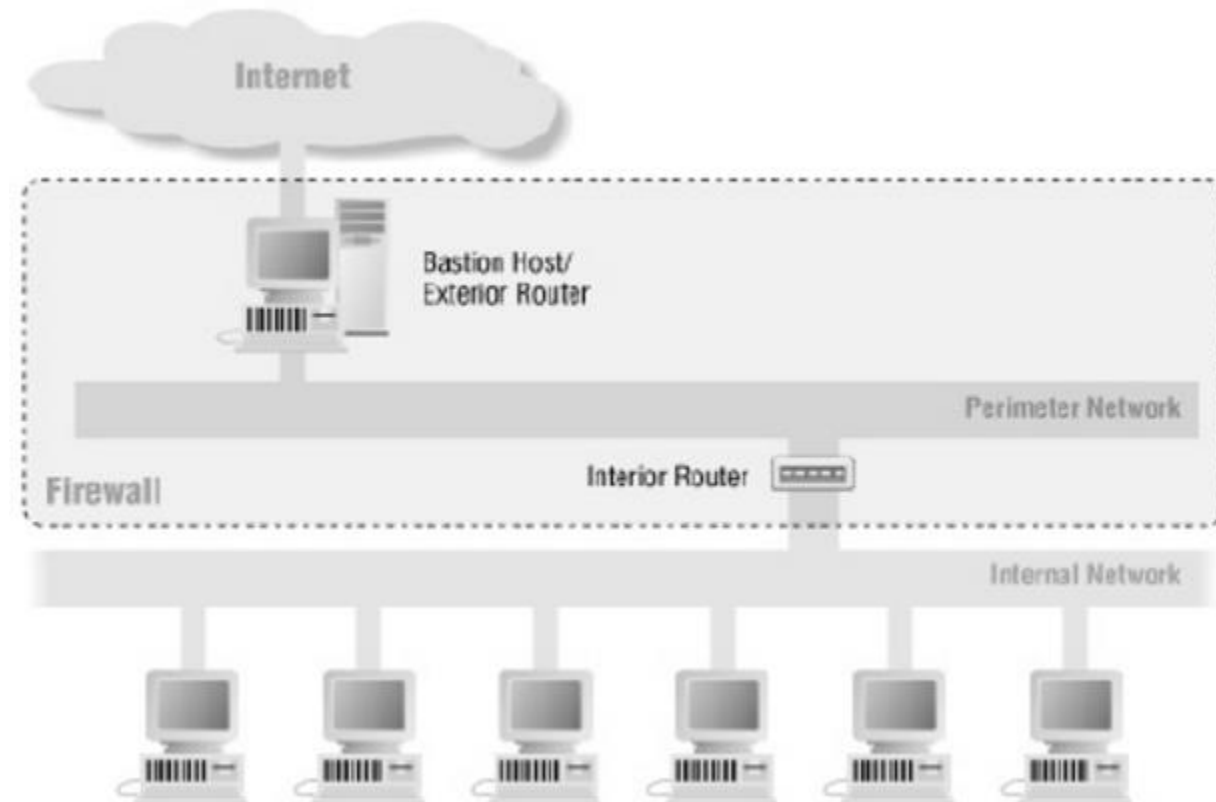 Internet
Bastion Host/
Exterior Router
Perimeter Network
Interior Router
Firewall
Internal Network